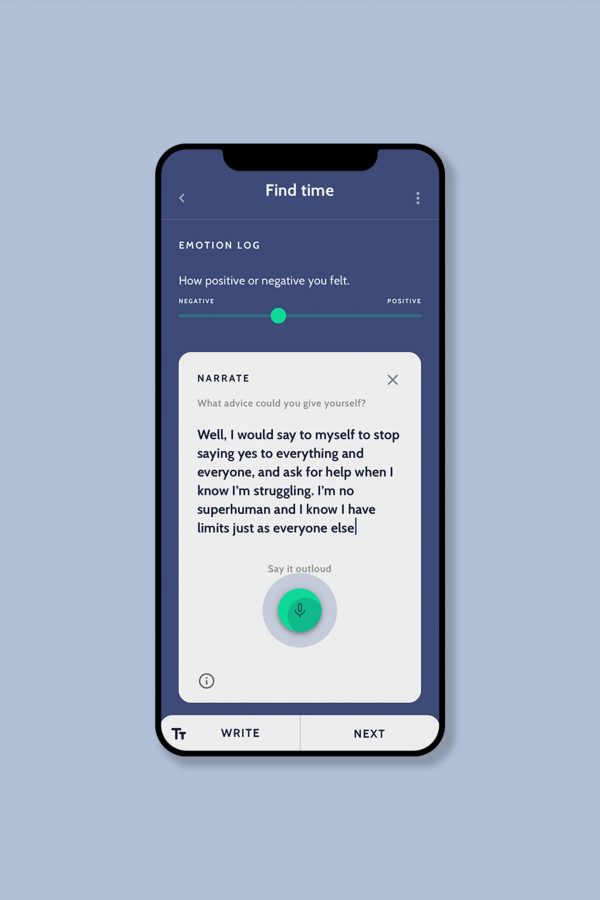 Find time
EMOTION LOG
How positive or negative you felt.
NEGATIVE POSITIVE
NARRATE
What advice could you give yourself?
Well, I would say to myself to stop
saying yes to everything and
everyone, and ask for help when I
know I'm struggling. I'm no
superhuman and I know I have
limits just as everyone else
Say it outloud
TT WRITE NEXT